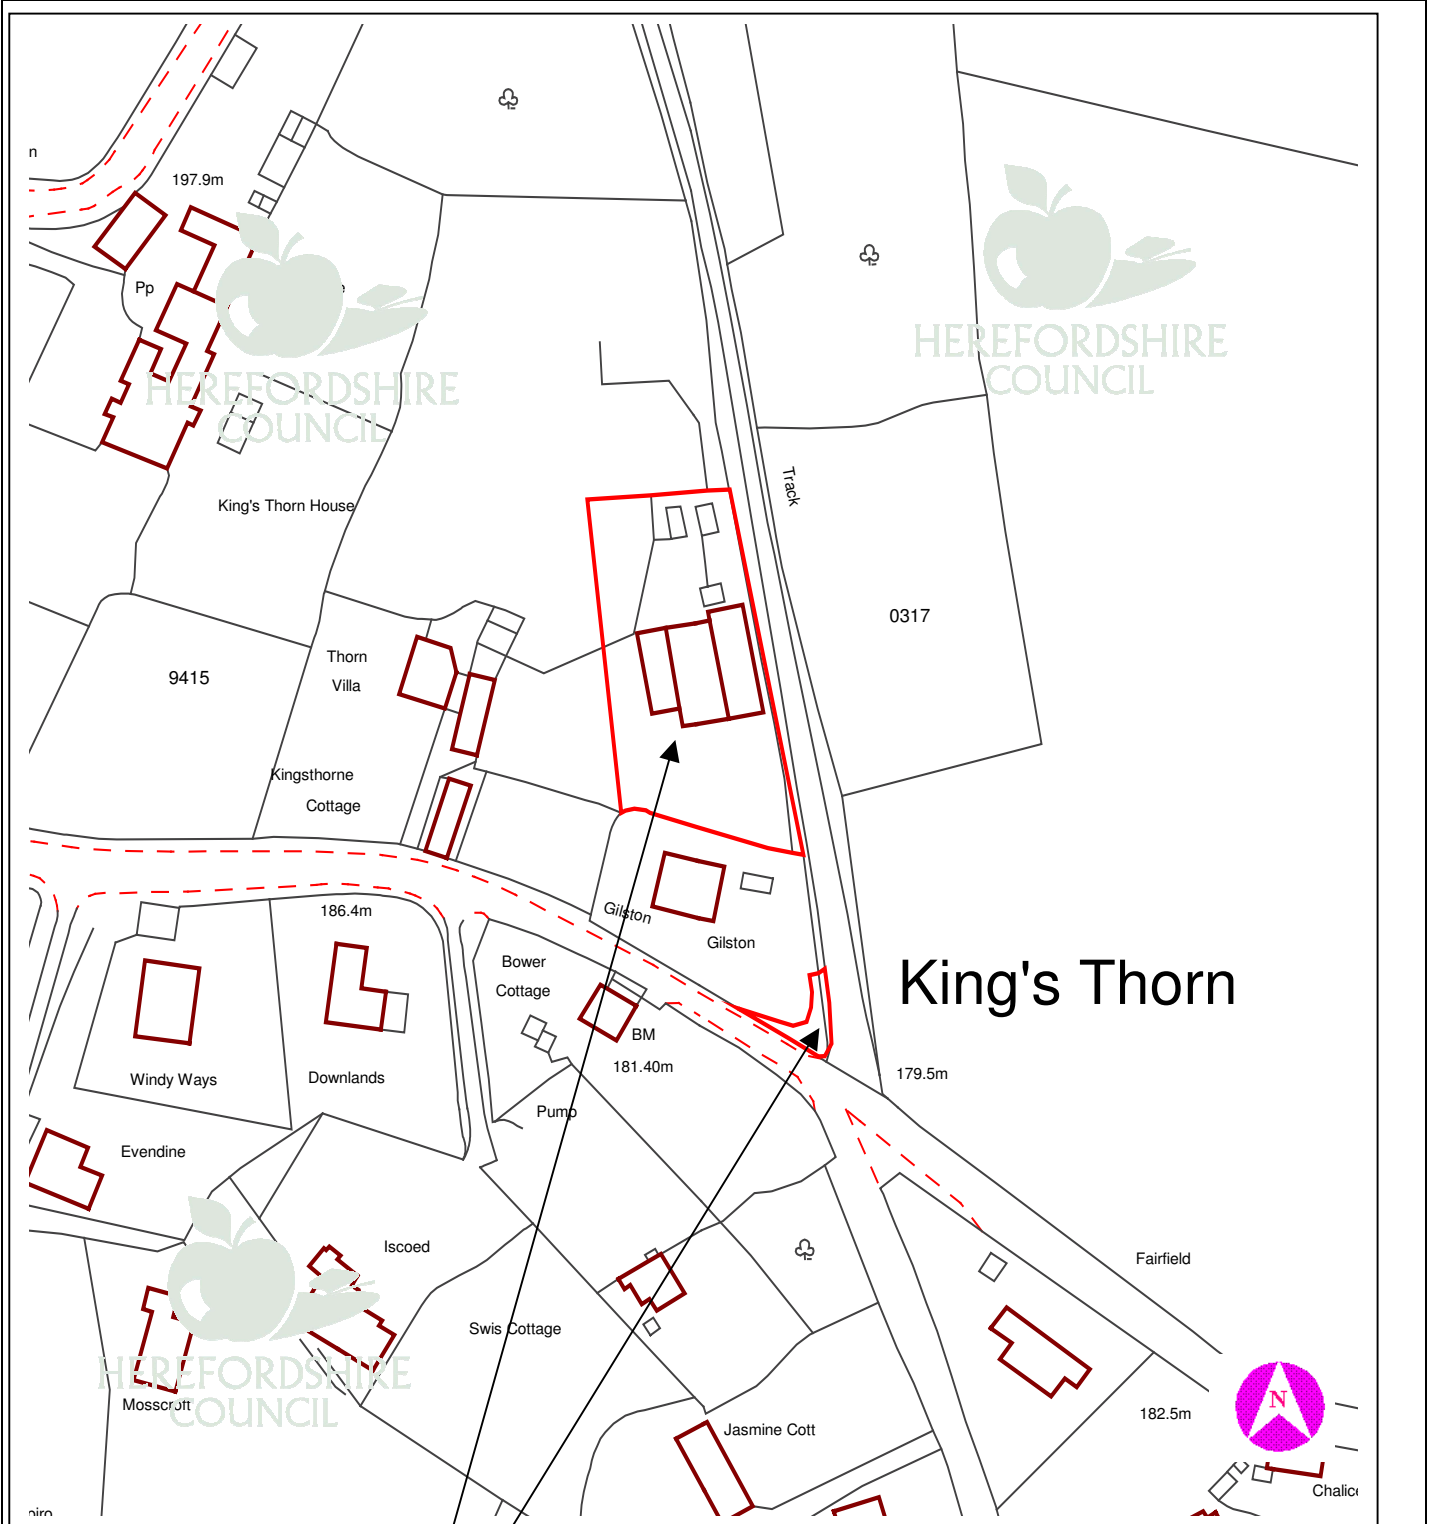 n
197.9m
Pp
e
HEREFORDSHIRE
COUNCIL
HEREFORDSHIRE
COUNCIL
King's Thorn House
Track
0317
9415
Thorn
Villa
Kingsthorne
Cottage
186.4m
Gilston
Gilston
Bower
Cottage
King's Thorn
BM
181.40m
179.5m
Windy Ways
Downlands
Pump
Evendine
Iscoed
Fairfield
Swis Cottage
HEREFORDSHIRE
COUNCIL
Mosscroft
Jasmine Cott
182.5m
N
Chalice